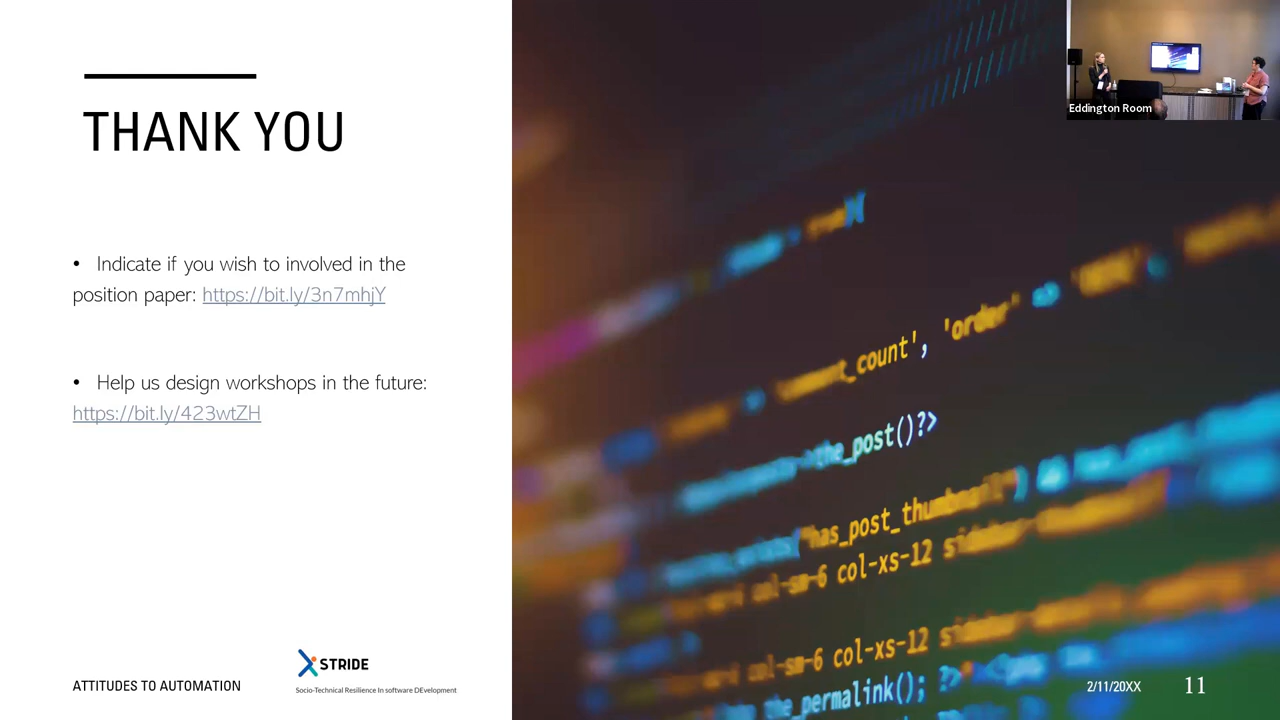 THANK YOU
• Indicate if you wish to involved in the
position paper: https://bit.ly/3n7mhjY
• Help us design workshops in the future:
https://bit.ly/423wtZH
ATTITUDES TO AUTOMATION
STRIDE
Socio-Technical Resilience In software DEvelopment
Eddington Room
count', 'order'
the_post()?>
"has_post_thumbnail")
col-sm-6 col-xs-12
col-sm-6 col-xs-12
the_permalink(); ?>
2/11/20XX
11